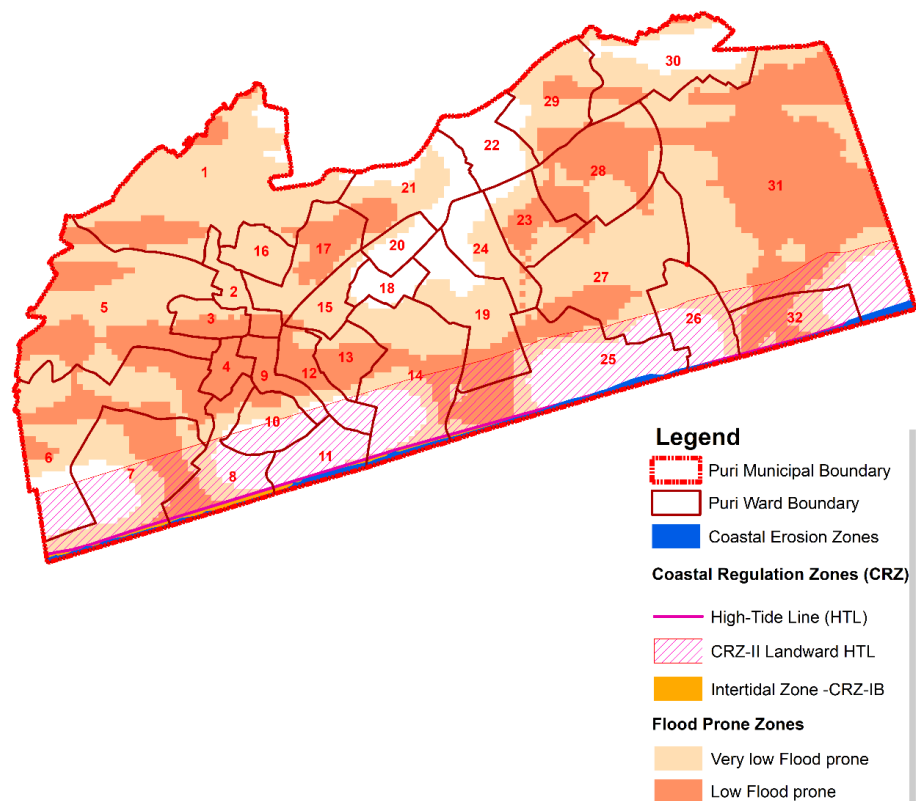 30
29
22
1
28
21
31
23
16
17
20
24
27
18
2
5
15
3
19
26
32
13
25
4
9
12
14
10
6
7
11
8
Legend
Puri Municipal Boundary
Puri Ward Boundary
Coastal Erosion Zones
Coastal Regulation Zones (CRZ)
High-Tide Line (HTL)
CRZ-II Landward HTL
Intertidal Zone -CRZ-IB
Flood Prone Zones
Very low Flood prone
Low Flood prone